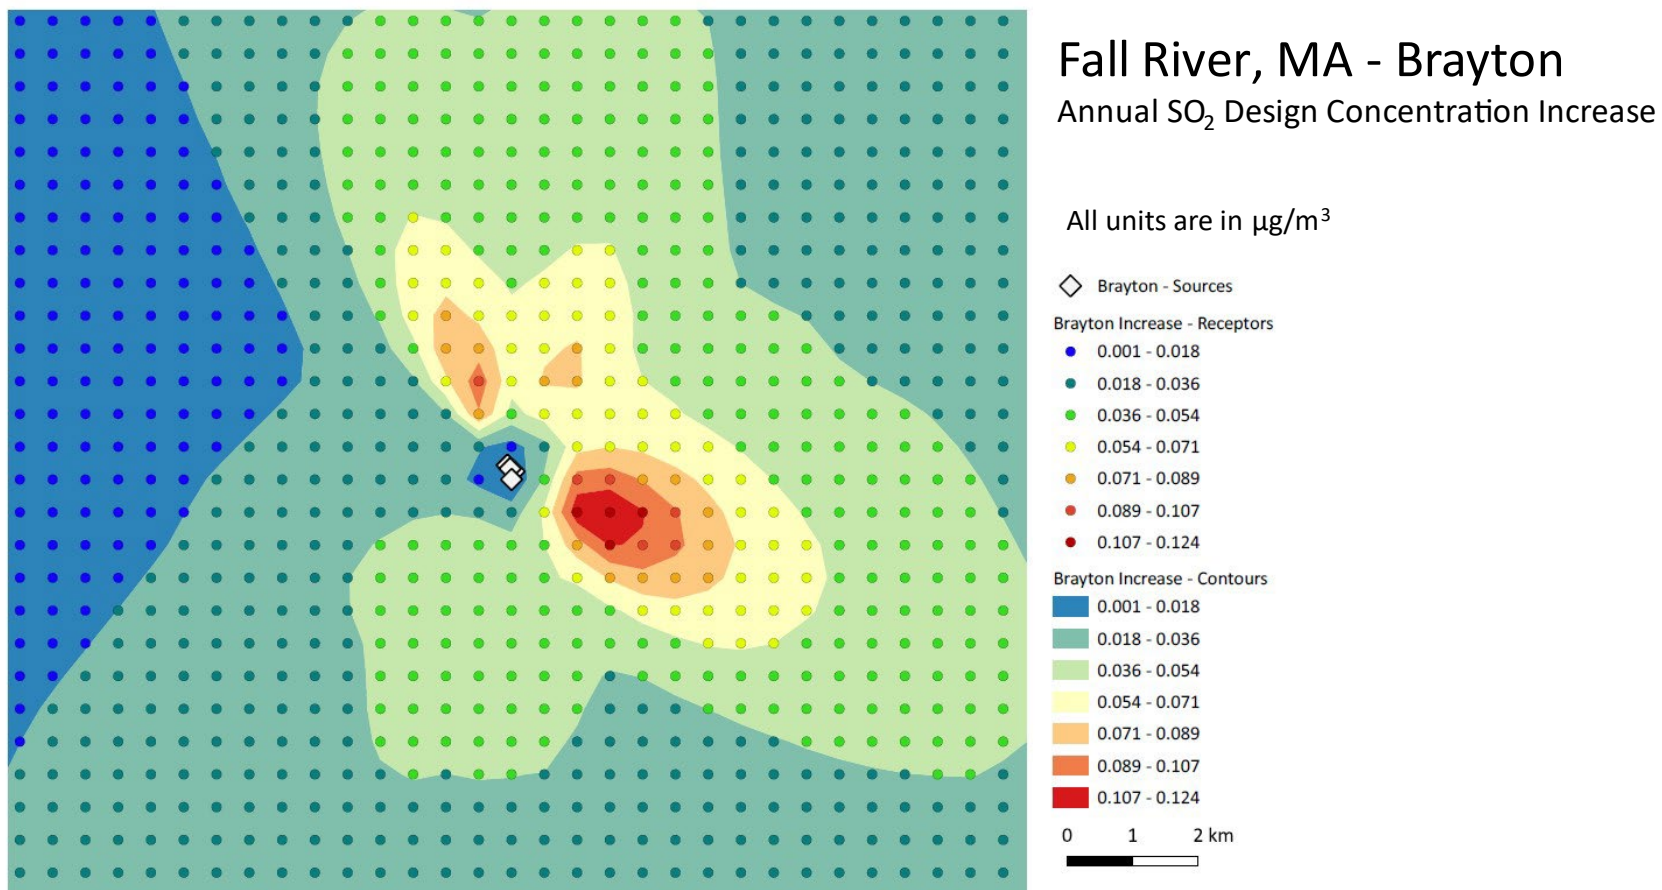 Fall River, MA - Brayton
Annual SO₂ Design Concentration Increase
All units are in µg/m³
Brayton - Sources
Brayton Increase - Receptors
0.001 - 0.018
0.018 - 0.036
0.036 - 0.054
0.054 - 0.071
0.071 - 0.089
0.089 - 0.107
0.107 - 0.124
Brayton Increase - Contours
0.001 - 0.018
0.018 - 0.036
0.036 - 0.054
0.054 - 0.071
0.071 - 0.089
0.089 - 0.107
0.107 - 0.124
0 1 2 km